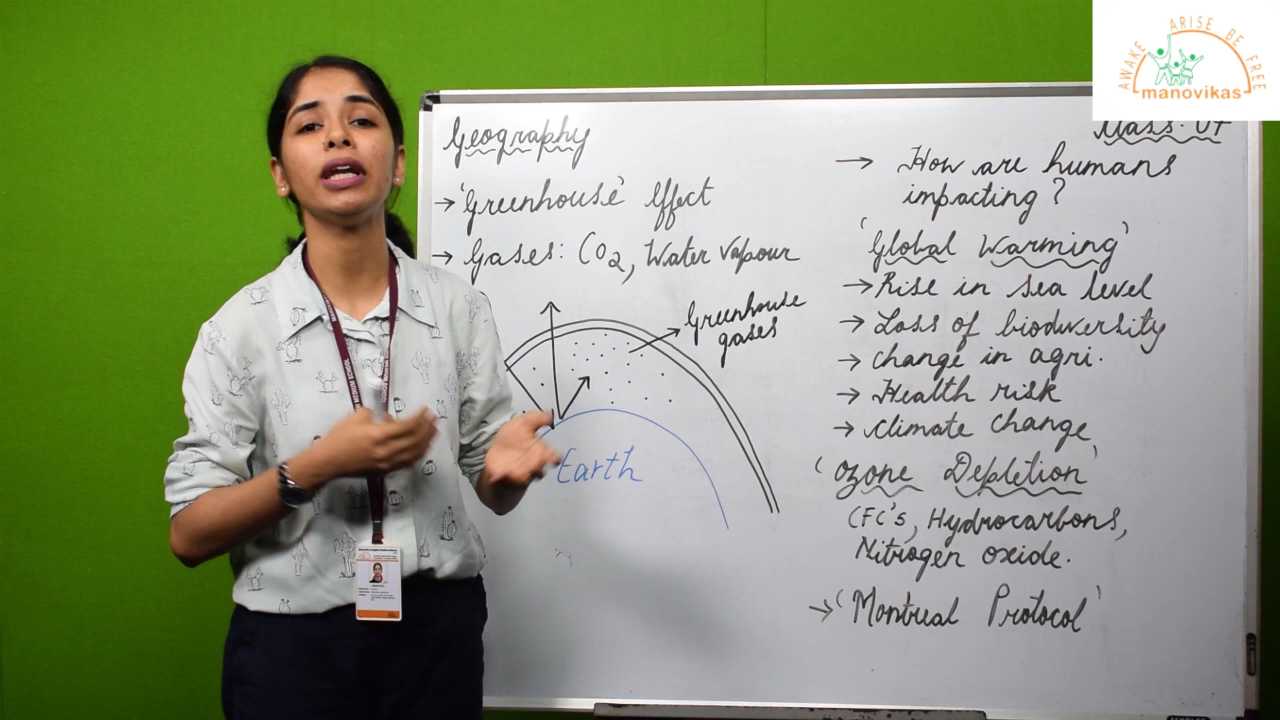 AWAKE ARISE BE FREE
manovikas
Geography
→ 'Greenhouse' Effect
→ Gases: CO2, Water vapour
Greenhouse
gases
Earth
→ How are humans
impacting?
'Global Warming'
→ Rise in sea level
→ Loss of biodiversity
→ change in agri.
→ Health risk
→ climate change
'Ozone Depletion'
CFC's, Hydrocarbons,
Nitrogen oxide.
→ 'Montreal Protocol'